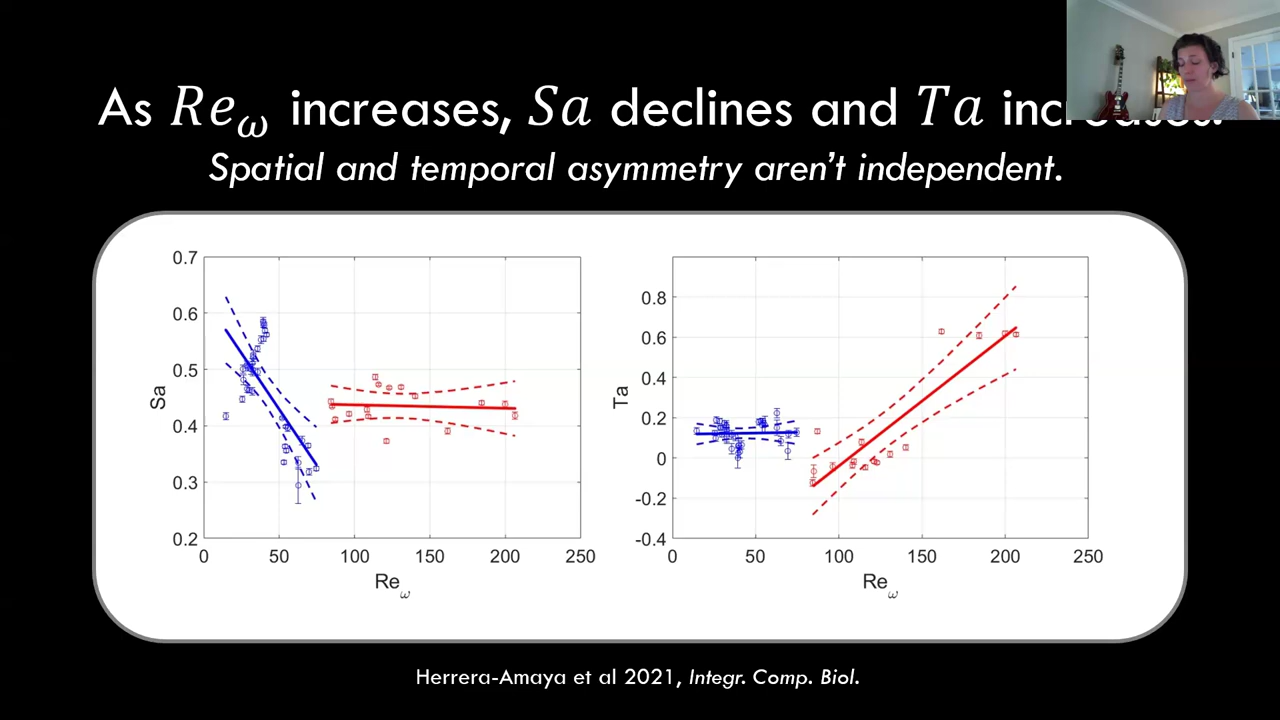 As Re_ω increases, Sa declines and Ta
Spatial and temporal asymmetry aren't independent.
0.7
0.6
0.5
0.4
0.3
0.2
Sa
0 50 100 150 200 250
Re_ω
0.8
0.6
0.4
0.2
0
-0.2
-0.4
Ta
0 50 100 150 200 250
Re_ω
Herrera-Amaya et al 2021, Integr. Comp. Biol.